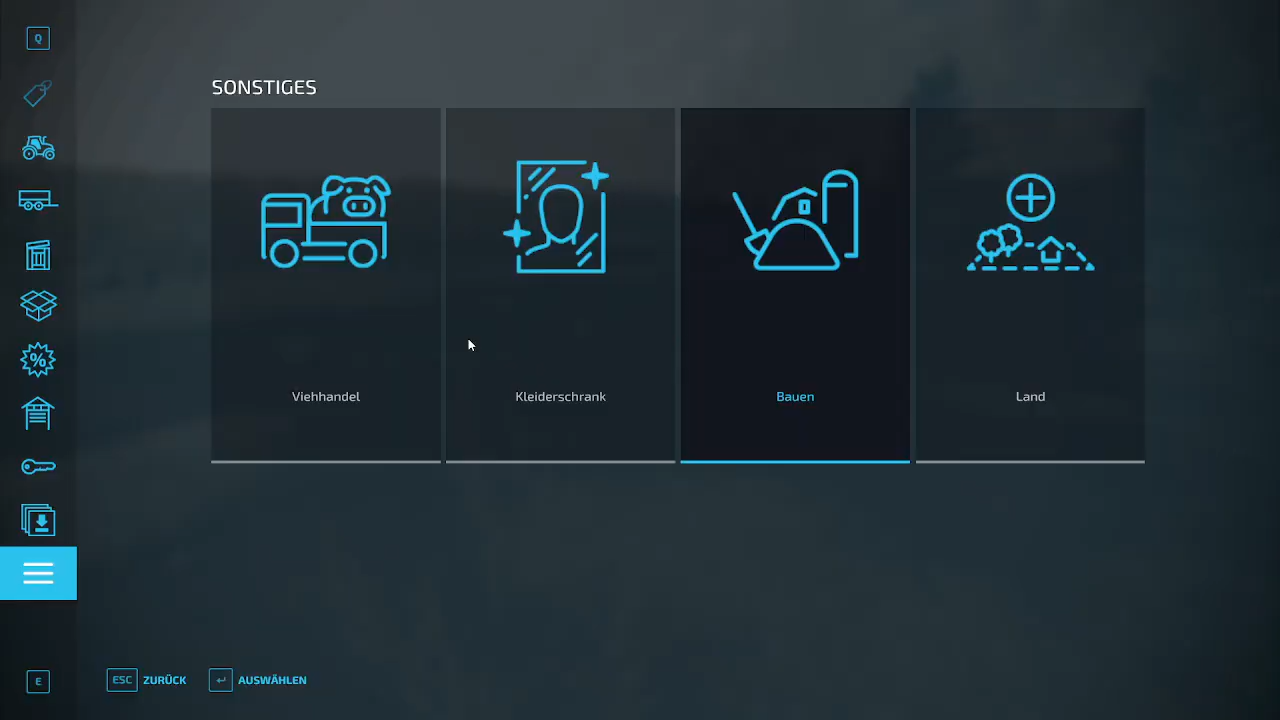 Q
SONSTIGES
%
Viehhandel
Kleiderschrank
Bauen
Land
E
ESC ZURÜCK
AUSWÄHLEN